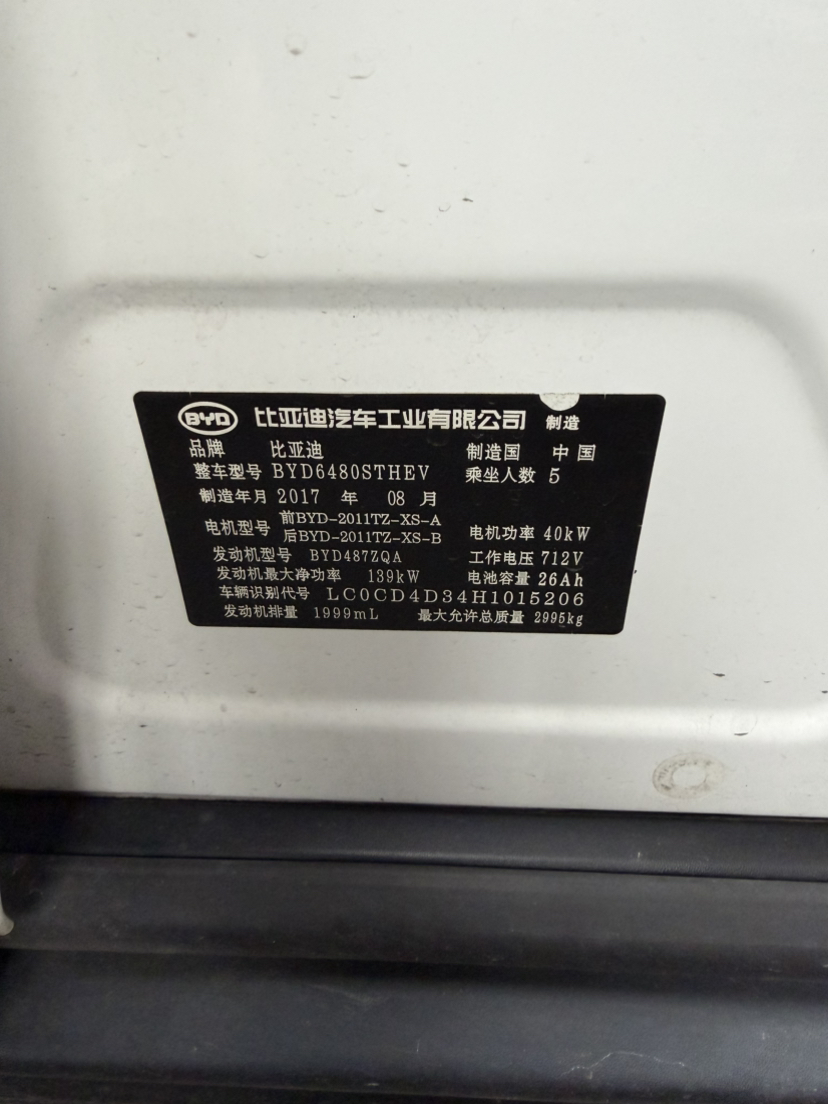 BYD 比亚迪汽车工业有限公司 制造
品牌 比亚迪 制造国 中国
整车型号 BYD6480STHEV 乘坐人数 5
制造年月 2017 年 08 月
电机型号 前BYD-2011TZ-XS-A
后BYD-2011TZ-XS-B 电机功率 40kW
发动机型号 BYD487ZQA 工作电压 712V
发动机最大净功率 139kW 电池容量 26Ah
车辆识别代号 LC0CD4D34H1015206
发动机排量 1999mL 最大允许总质量 2995kg